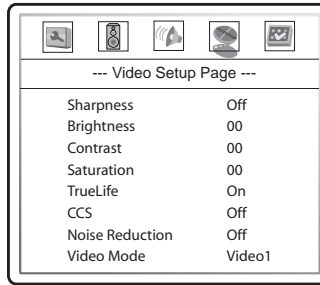 --- Video Setup Page ---
Sharpness Off
Brightness 00
Contrast 00
Saturation 00
TrueLife On
CCS Off
Noise Reduction Off
Video Mode Video1